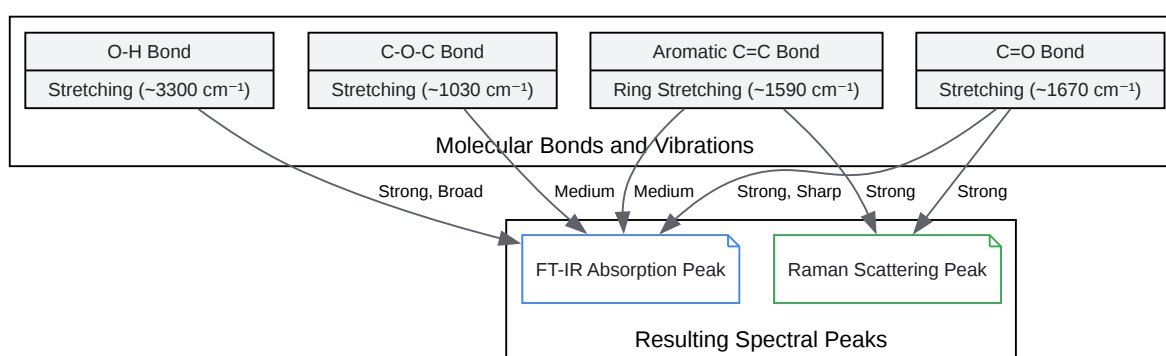 O-H Bond
Stretching (~3300 cm⁻¹)
C-O-C Bond
Stretching (~1030 cm⁻¹)
Aromatic C=C Bond
Ring Stretching (~1590 cm⁻¹)
C=O Bond
Stretching (~1670 cm⁻¹)
Molecular Bonds and Vibrations
Strong, Broad
Medium
Medium
Strong, Sharp
Strong
Strong
FT-IR Absorption Peak
Raman Scattering Peak
Resulting Spectral Peaks